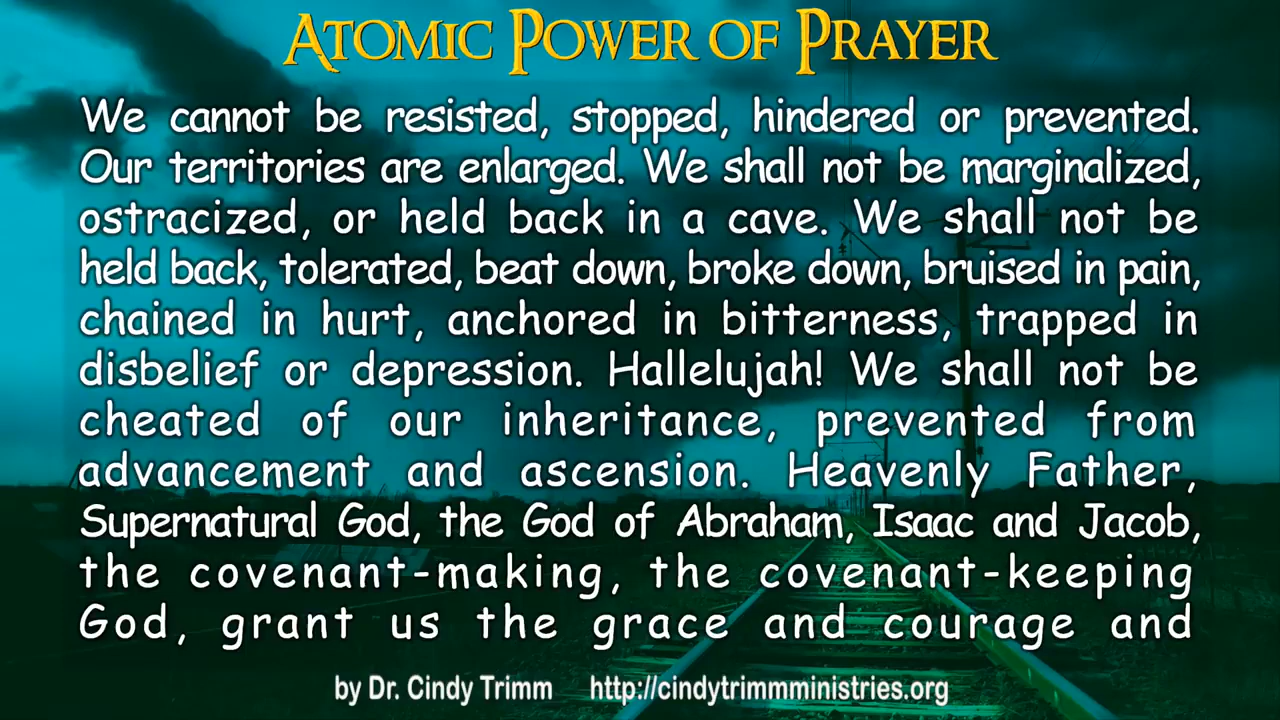 Atomic Power of Prayer
We cannot be resisted, stopped, hindered or prevented.
Our territories are enlarged. We shall not be marginalized,
ostracized, or held back in a cave. We shall not be
held back, tolerated, beat down, broke down, bruised in pain,
chained in hurt, anchored in bitterness, trapped in
disbelief or depression. Hallelujah! We shall not be
cheated of our inheritance, prevented from
advancement and ascension. Heavenly Father,
Supernatural God, the God of Abraham, Isaac and Jacob,
the covenant-making, the covenant-keeping
God, grant us the grace and courage and
by Dr. Cindy Trimm http://cindytrimmministries.org